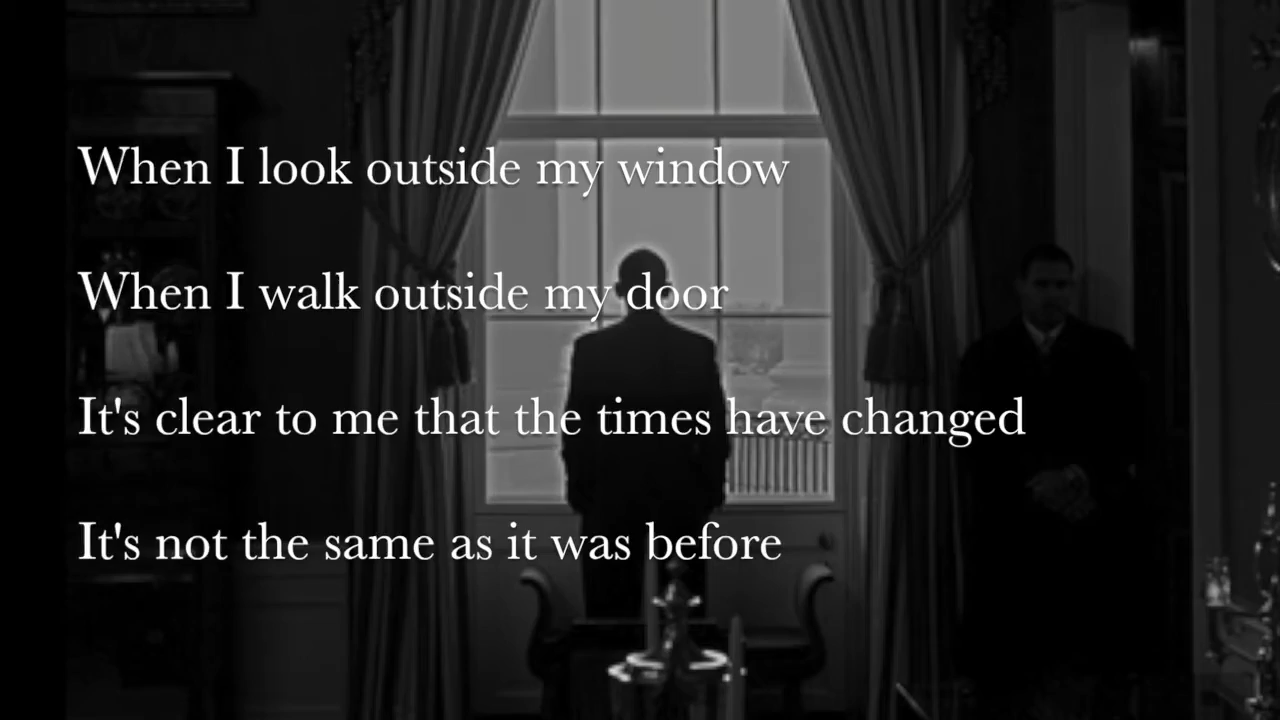 When I look outside my window
When I walk outside my door
It's clear to me that the times have changed
It's not the same as it was before